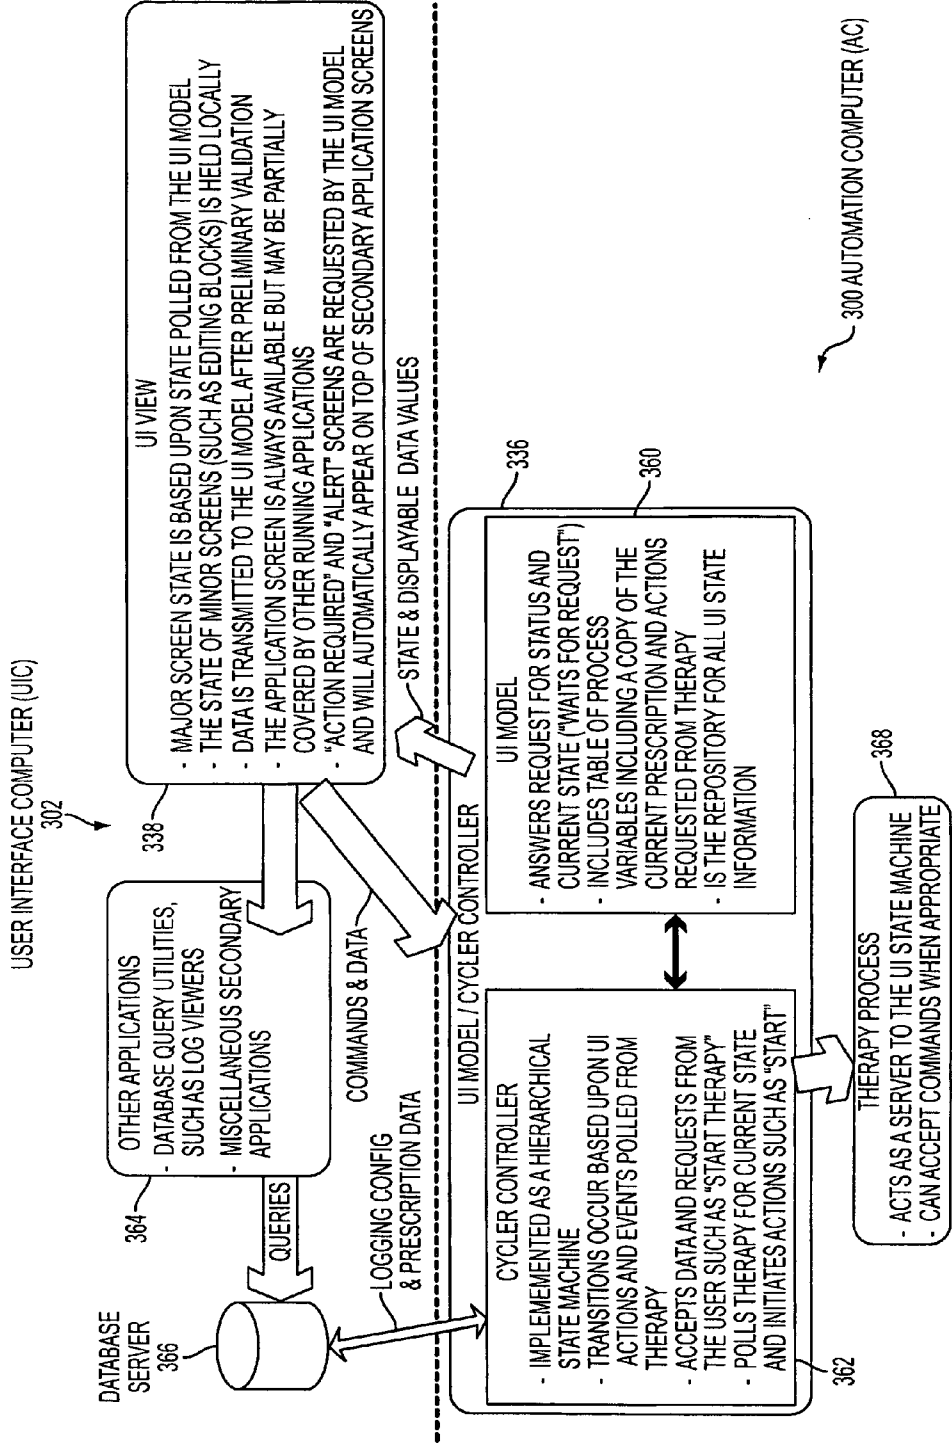 USER INTERFACE COMPUTER (UIC)
302
DATABASE
SERVER
366
QUERIES
364
OTHER APPLICATIONS
- DATABASE QUERY UTILITIES,
SUCH AS LOG VIEWERS
- MISCELLANEOUS SECONDARY
APPLICATIONS
338
UI VIEW
- MAJOR SCREEN STATE IS BASED UPON STATE POLLED FROM THE UI MODEL
- THE STATE OF MINOR SCREENS (SUCH AS EDITING BLOCKS) IS HELD LOCALLY
- DATA IS TRANSMITTED TO THE UI MODEL AFTER PRELIMINARY VALIDATION
- THE APPLICATION SCREEN IS ALWAYS AVAILABLE BUT MAY BE PARTIALLY
COVERED BY OTHER RUNNING APPLICATIONS
- "ACTION REQUIRED" AND "ALERT" SCREENS ARE REQUESTED BY THE UI MODEL
AND WILL AUTOMATICALLY APPEAR ON TOP OF SECONDARY APPLICATION SCREENS
LOGGING CONFIG
& PRESCRIPTION DATA
COMMANDS & DATA
STATE & DISPLAYABLE DATA VALUES
UI MODEL / CYCLER CONTROLLER
336
CYCLER CONTROLLER
- IMPLEMENTED AS A HIERARCHICAL
STATE MACHINE
- TRANSITIONS OCCUR BASED UPON UI
ACTIONS AND EVENTS POLLED FROM
THERAPY
- ACCEPTS DATA AND REQUESTS FROM
THE USER SUCH AS "START THERAPY"
- POLLS THERAPY FOR CURRENT STATE
AND INITIATES ACTIONS SUCH AS "START"
362
UI MODEL
- ANSWERS REQUEST FOR STATUS AND
CURRENT STATE ("WAITS FOR REQUEST")
- INCLUDES TABLE OF PROCESS
VARIABLES INCLUDING A COPY OF THE
CURRENT PRESCRIPTION AND ACTIONS
REQUESTED FROM THERAPY
- IS THE REPOSITORY FOR ALL UI STATE
INFORMATION
360
THERAPY PROCESS
- ACTS AS A SERVER TO THE UI STATE MACHINE
- CAN ACCEPT COMMANDS WHEN APPROPRIATE
368
300 AUTOMATION COMPUTER (AC)